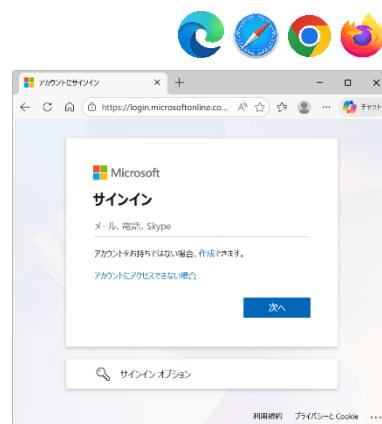 アカウントにサインイン
https://login.microsoftonline.co...
チャット
Microsoft
サインイン
メール、電話、Skype
アカウントをお持ちではない場合、作成できます。
アカウントにアクセスできない場合
次へ
サインイン オプション
利用規約 プライバシーと Cookie ...